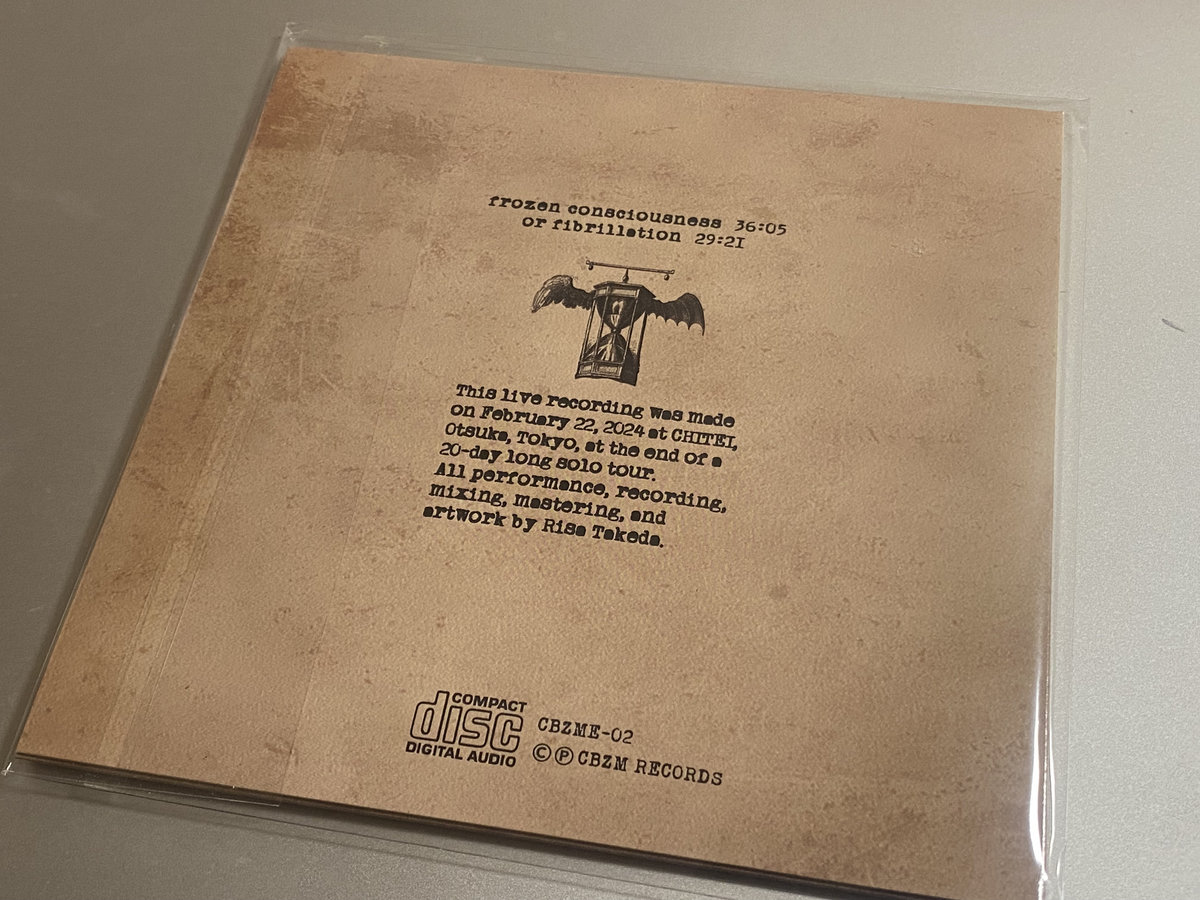 frozen consciousness 36:05
or fibrillation 29:21
This live recording was made
on February 22, 2024 at CHITEI,
Otsuka, Tokyo, at the end of a
20-day long solo tour.
All performance, recording,
mixing, mastering, and
artwork by Risa Takeda.
COMPACT
disc
DIGITAL AUDIO
CBZME-02
©℗ CBZM RECORDS